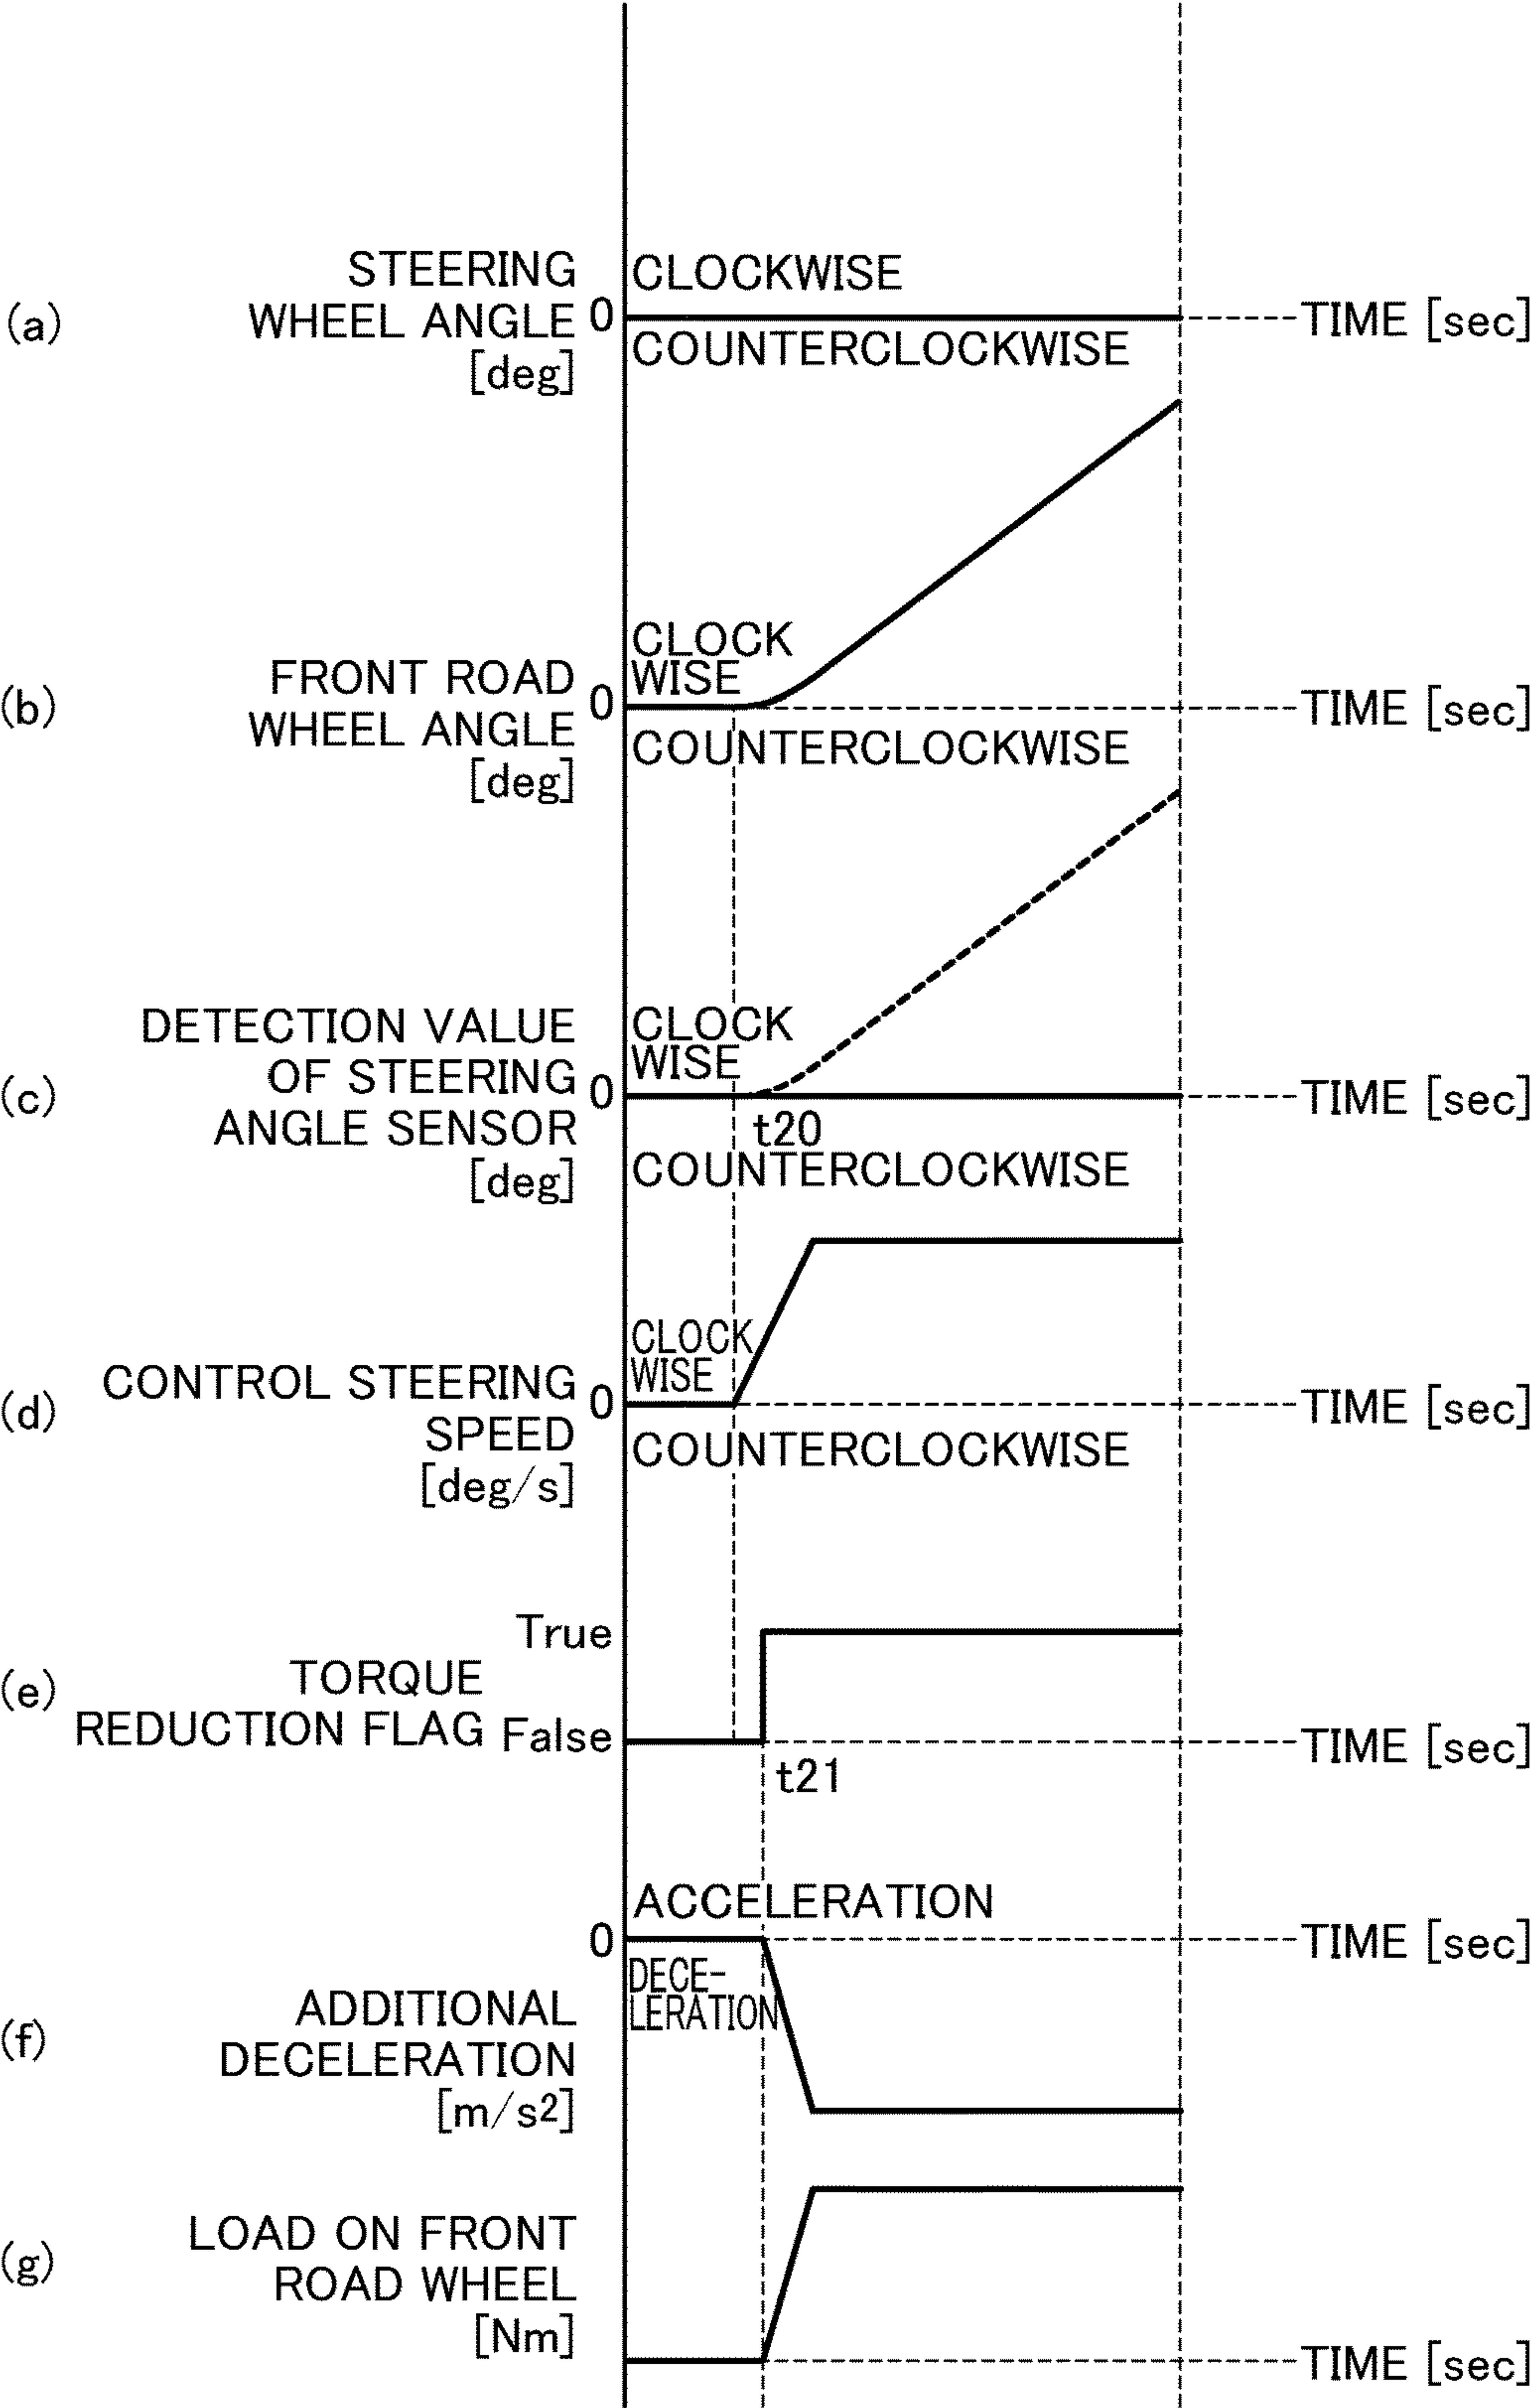 (a)
STEERING
WHEEL ANGLE
[deg]
0
CLOCKWISE
COUNTERCLOCKWISE
TIME [sec]
(b)
FRONT ROAD
WHEEL ANGLE
[deg]
0
CLOCK
WISE
COUNTERCLOCKWISE
TIME [sec]
(c)
DETECTION VALUE
OF STEERING
ANGLE SENSOR
[deg]
0
CLOCK
WISE
t20
COUNTERCLOCKWISE
TIME [sec]
(d)
CONTROL STEERING
SPEED
[deg/s]
0
CLOCK
WISE
COUNTERCLOCKWISE
TIME [sec]
(e)
TORQUE
REDUCTION FLAG
True
False
t21
TIME [sec]
(f)
ADDITIONAL
DECELERATION
[m/s2]
0
ACCELERATION
DECE-
LERATION
TIME [sec]
(g)
LOAD ON FRONT
ROAD WHEEL
[Nm]
TIME [sec]